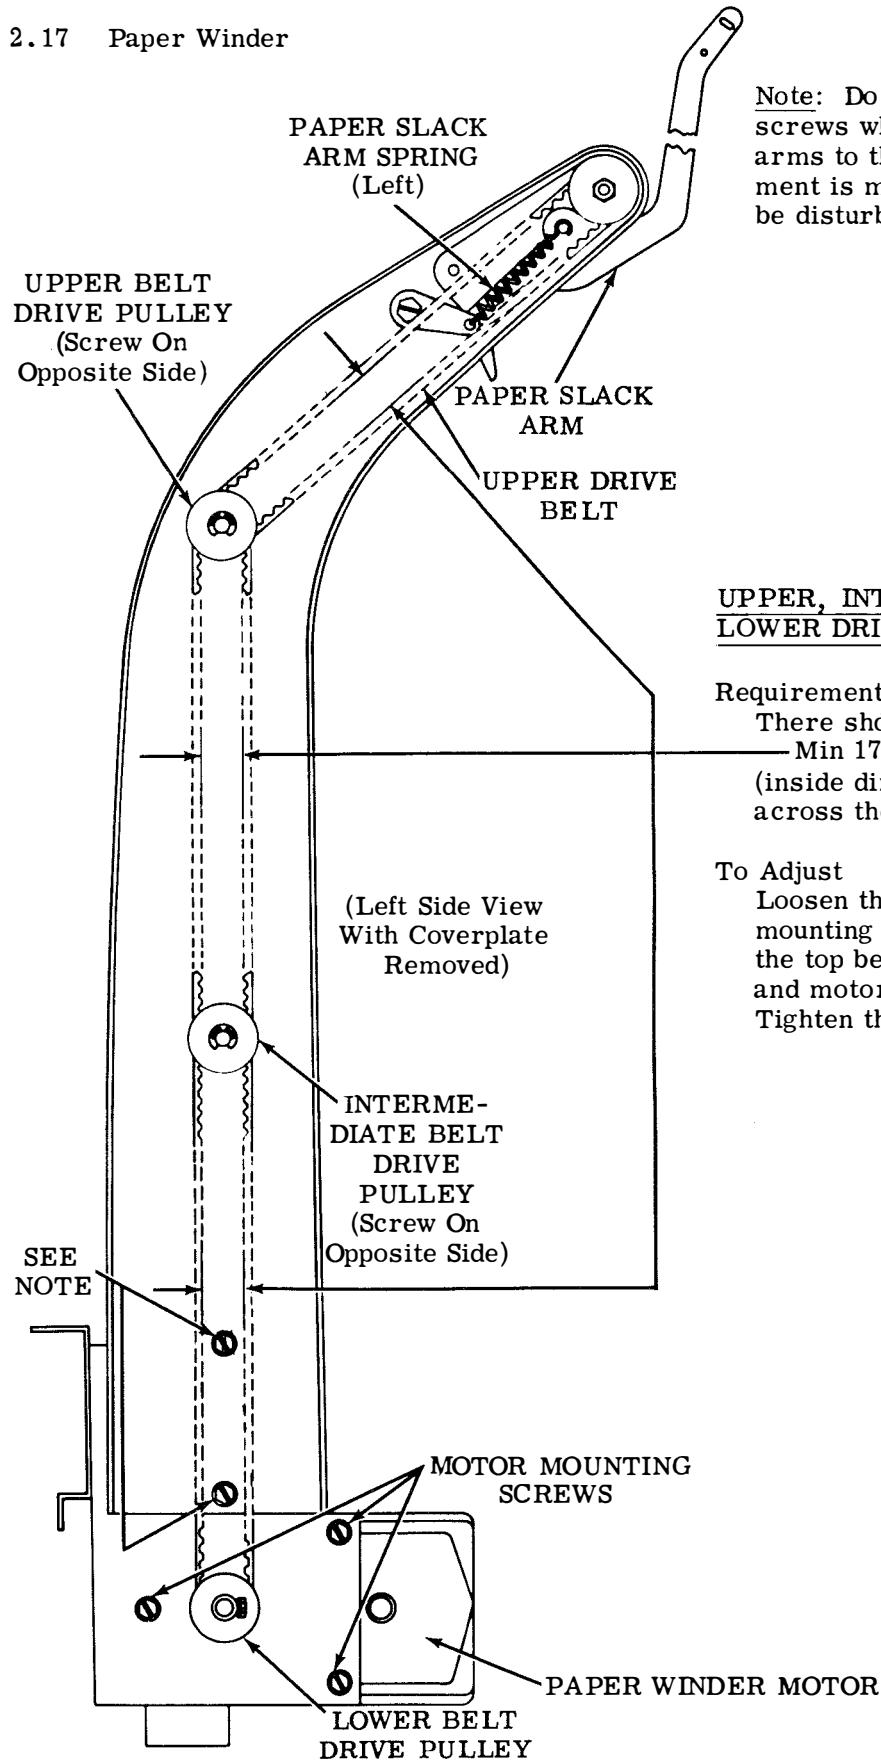 2.17 Paper Winder
Note: Do
screws wh
arms to th
ment is m
be disturb
PAPER SLACK
ARM SPRING
(Left)
UPPER BELT
DRIVE PULLEY
(Screw On
Opposite Side)
PAPER SLACK
ARM
UPPER DRIVE
BELT
UPPER, INT
LOWER DRI
Requirement
There sho
Min 17
(inside di
across the
To Adjust
Loosen th
mounting
the top be
and motor
Tighten th
(Left Side View
With Coverplate
Removed)
INTERME-
DIATE BELT
DRIVE
PULLEY
(Screw On
Opposite Side)
SEE
NOTE
MOTOR MOUNTING
SCREWS
PAPER WINDER MOTOR
LOWER BELT
DRIVE PULLEY